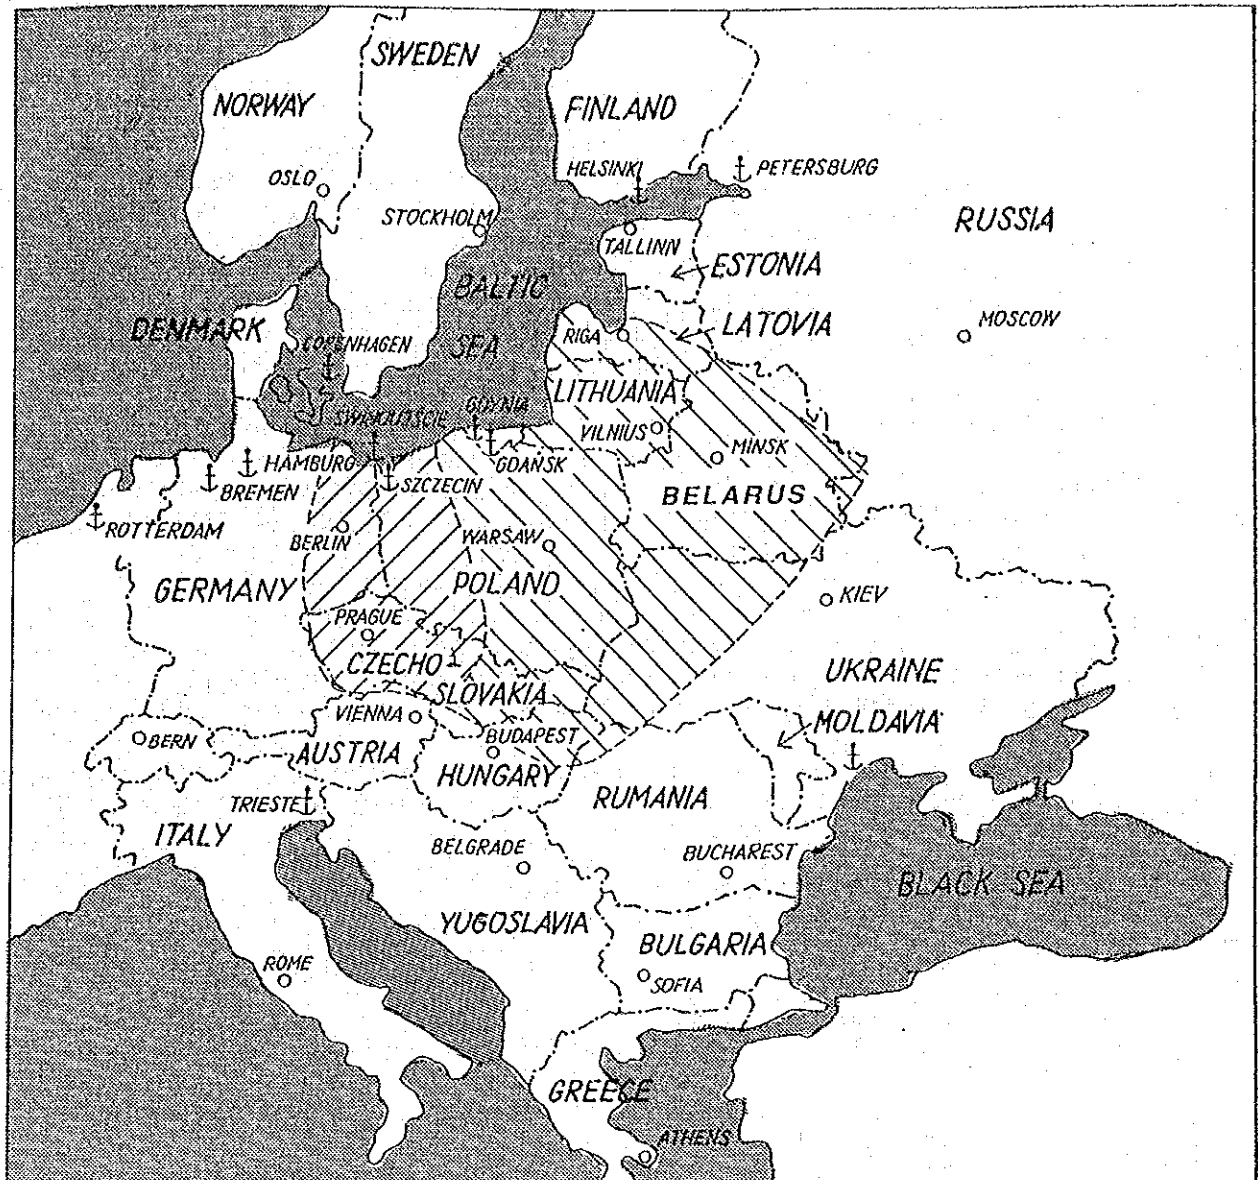 SWEDEN
NORWAY
FINLAND
HELSINKI
PETERSBURG
OSLO
STOCKHOLM
RUSSIA
TALLINN
ESTONIA
BALTIC
SEA
DENMARK
LATOVIA
MOSCOW
RIGA
COPENHAGEN
LITHUANIA
GDYNIA
VILNIUS
MINSK
HAMBURG
GDAŃSK
BREMEN
SZCZECIN
BELARUS
ROTTERDAM
BERLIN
WARSAW
GERMANY
POLAND
KIEV
PRAGUE
CZECHO-
SLOVAKIA
UKRAINE
VIENNA
MOLDAVIA
BERN
BUDAPEST
AUSTRIA
HUNGARY
RUMANIA
TRIESTE
ITALY
BELGRADE
BUCHAREST
BLACK SEA
YUGOSLAVIA
BULGARIA
ROME
SOFIA
GREECE
ATHENS